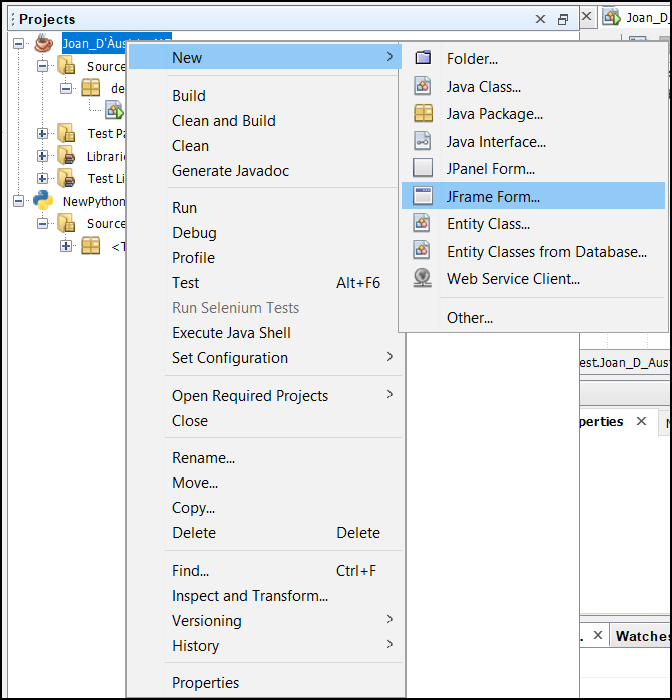 Projects
Joan_D'Àust
New
Source
de
Test Pa
Librarie
Test Li
NewPython
Source
<T
Build
Clean and Build
Clean
Generate Javadoc
Run
Debug
Profile
Test Alt+F6
Run Selenium Tests
Execute Java Shell
Set Configuration
Open Required Projects
Close
Rename...
Move...
Copy...
Delete Delete
Find... Ctrl+F
Inspect and Transform...
Versioning
History
Properties
Folder...
Java Class...
Java Package...
Java Interface...
JPanel Form...
JFrame Form...
Entity Class...
Entity Classes from Database...
Web Service Client...
Other...
Joan_D_
est.Joan_D_Aust
perties
Watches